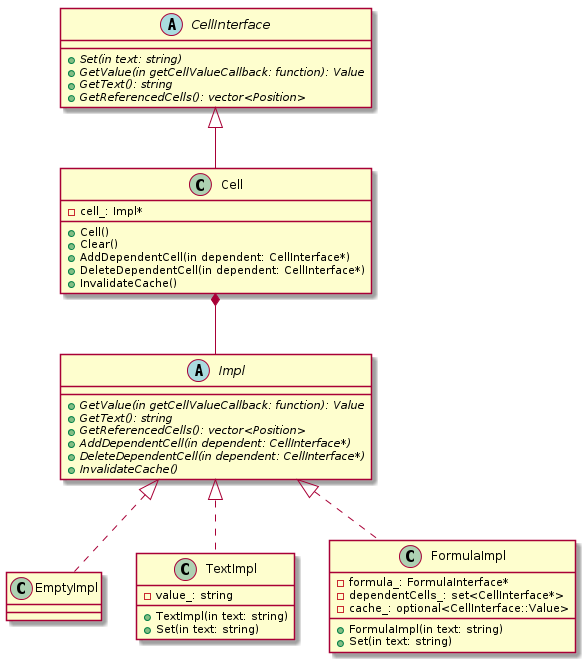 A CellInterface
Set(in text: string)
GetValue(in getCellValueCallback: function): Value
GetText(): string
GetReferencedCells(): vector<Position>
C Cell
cell_: Impl*
Cell()
Clear()
AddDependentCell(in dependent: CellInterface*)
DeleteDependentCell(in dependent: CellInterface*)
InvalidateCache()
A Impl
GetValue(in getCellValueCallback: function): Value
GetText(): string
GetReferencedCells(): vector<Position>
AddDependentCell(in dependent: CellInterface*)
DeleteDependentCell(in dependent: CellInterface*)
InvalidateCache()
C EmptyImpl
C TextImpl
value_: string
TextImpl(in text: string)
Set(in text: string)
C FormulaImpl
formula_: FormulaInterface*
dependentCells_: set<CellInterface*>
cache_: optional<CellInterface::Value>
FormulaImpl(in text: string)
Set(in text: string)